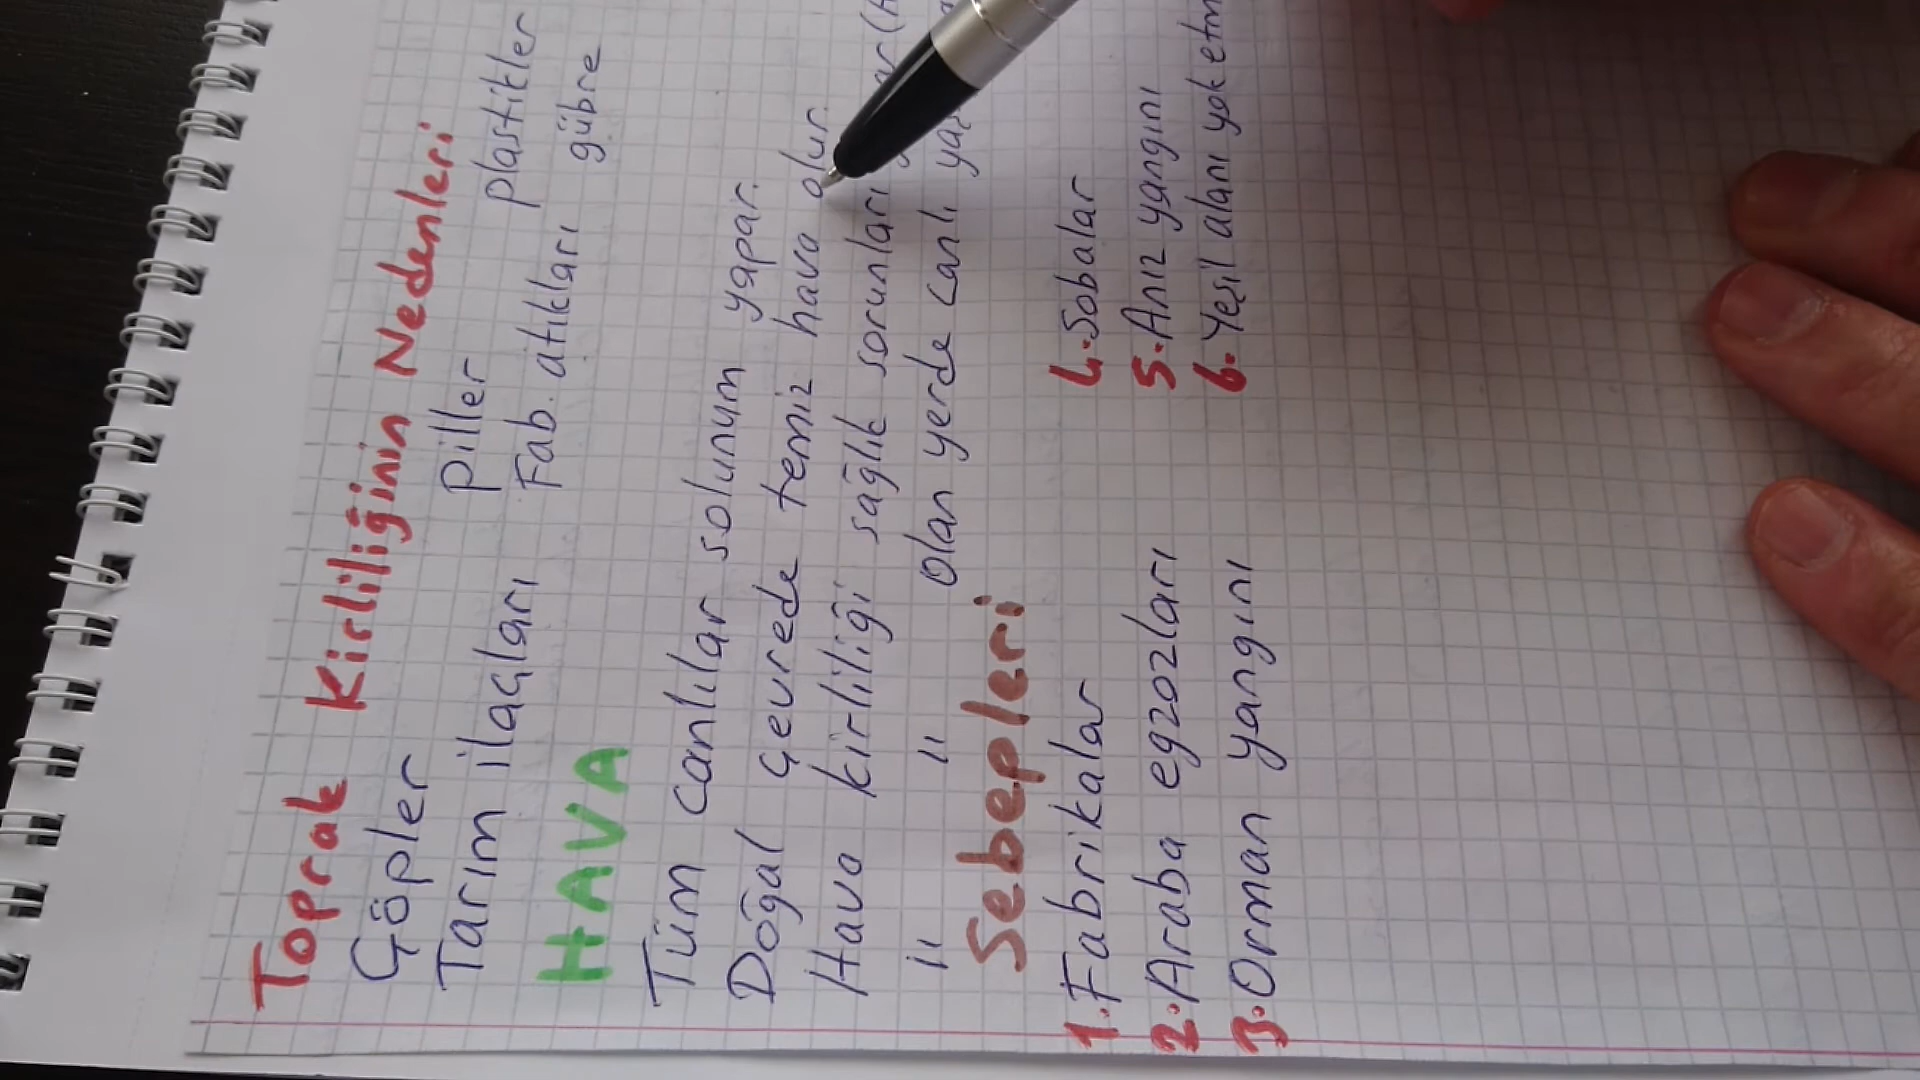 Toprak Kirliliğinin Nedenleri
Çöpler piller plastikler
Tarım ilaçları Fab. atıkları gübre
HAVA
Tüm canlılar solunum yapar.
Doğal çevrede temiz hava olur.
Hava kirliliği sağlık sorunları
" " olan yerde canlı
Sebepleri
1. Fabrikalar 4. Sobalar
2. Araba egzozları 5. Anız yangını
3. Orman yangını 6. Yeşil alanı yok